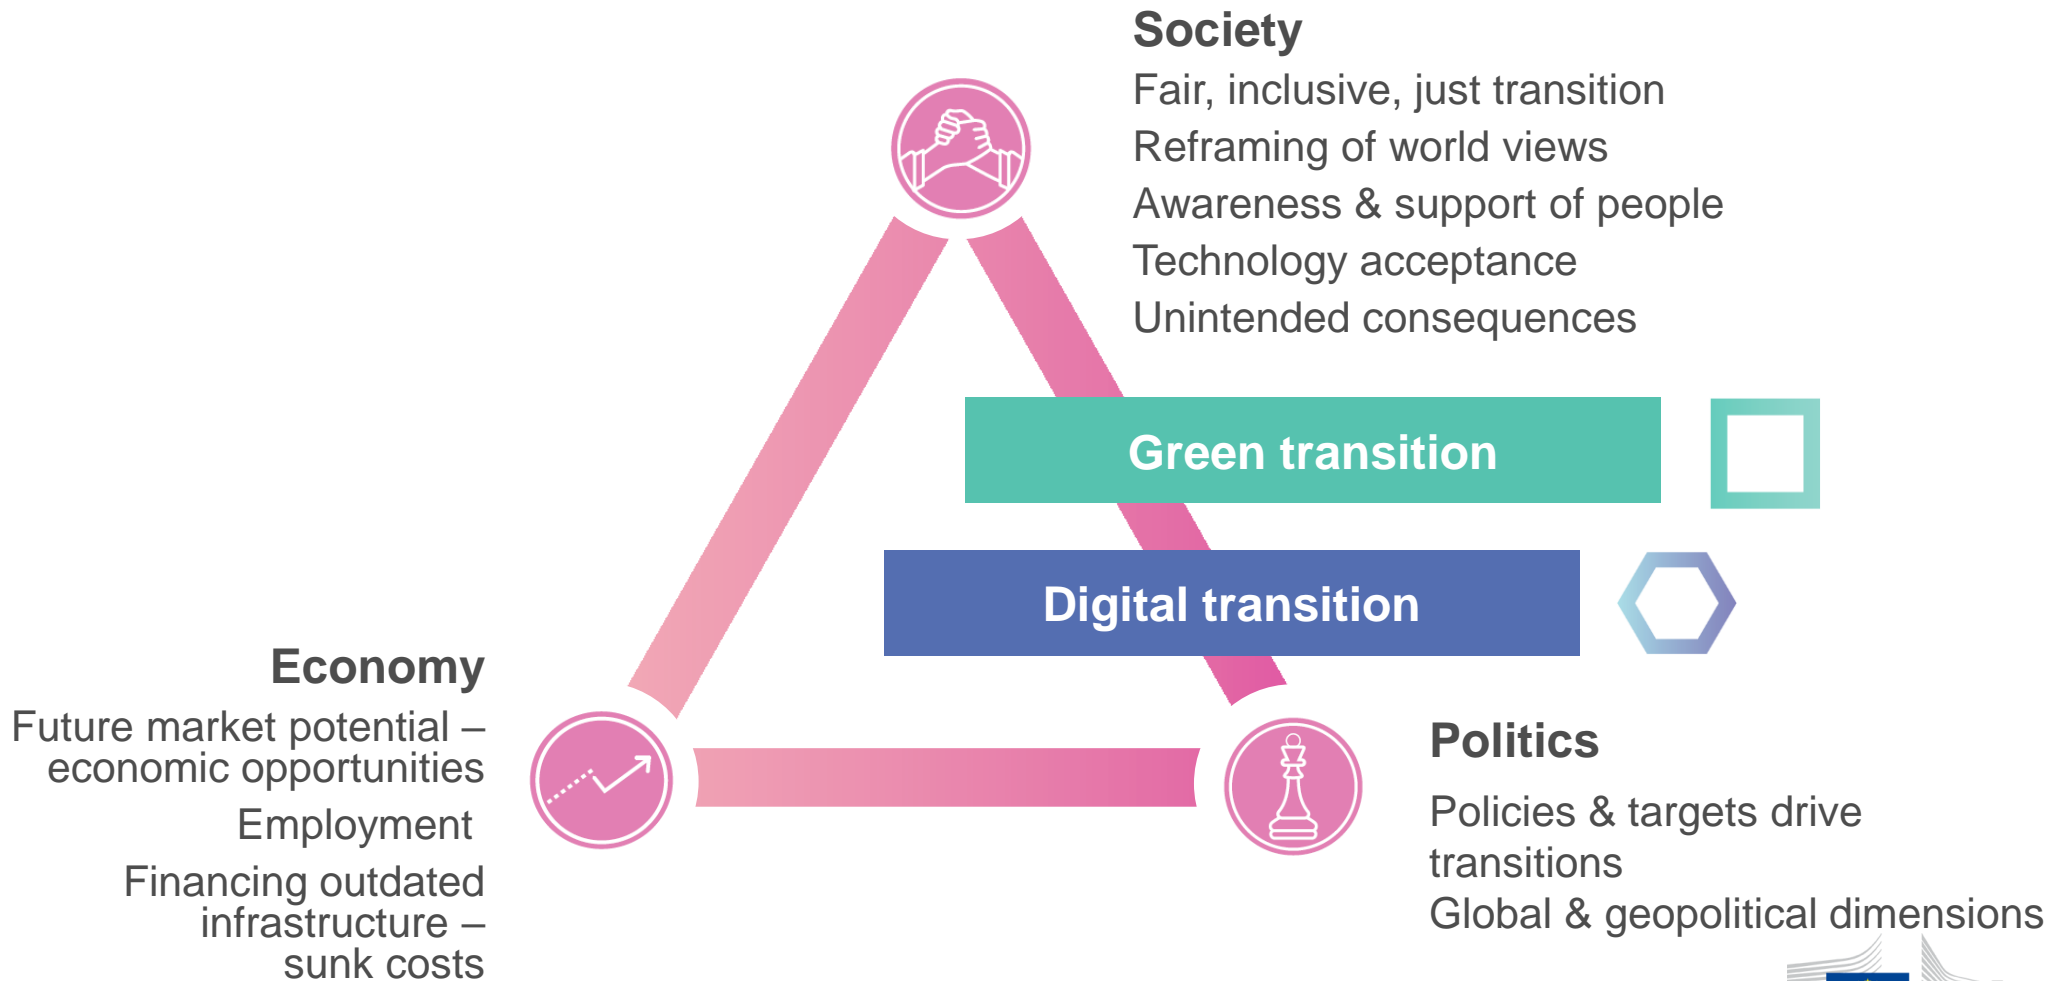 Society
Fair, inclusive, just transition
Reframing of world views
Awareness & support of people
Technology acceptance
Unintended consequences
Green transition
Digital transition
Economy
Future market potential –
economic opportunities
Employment
Financing outdated
infrastructure –
sunk costs
Politics
Policies & targets drive
transitions
Global & geopolitical dimensions